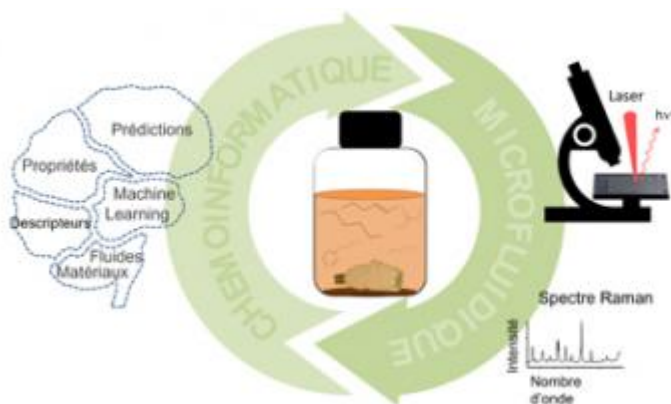 CHEMOINFORMATIQUE
MICROFLUIDIQUE
Prédictions
Propriétés
Machine
Learning
Descripteurs
Fluides
Matériaux
Laser
hν
Spectre Raman
Intensité
Nombre
d'onde